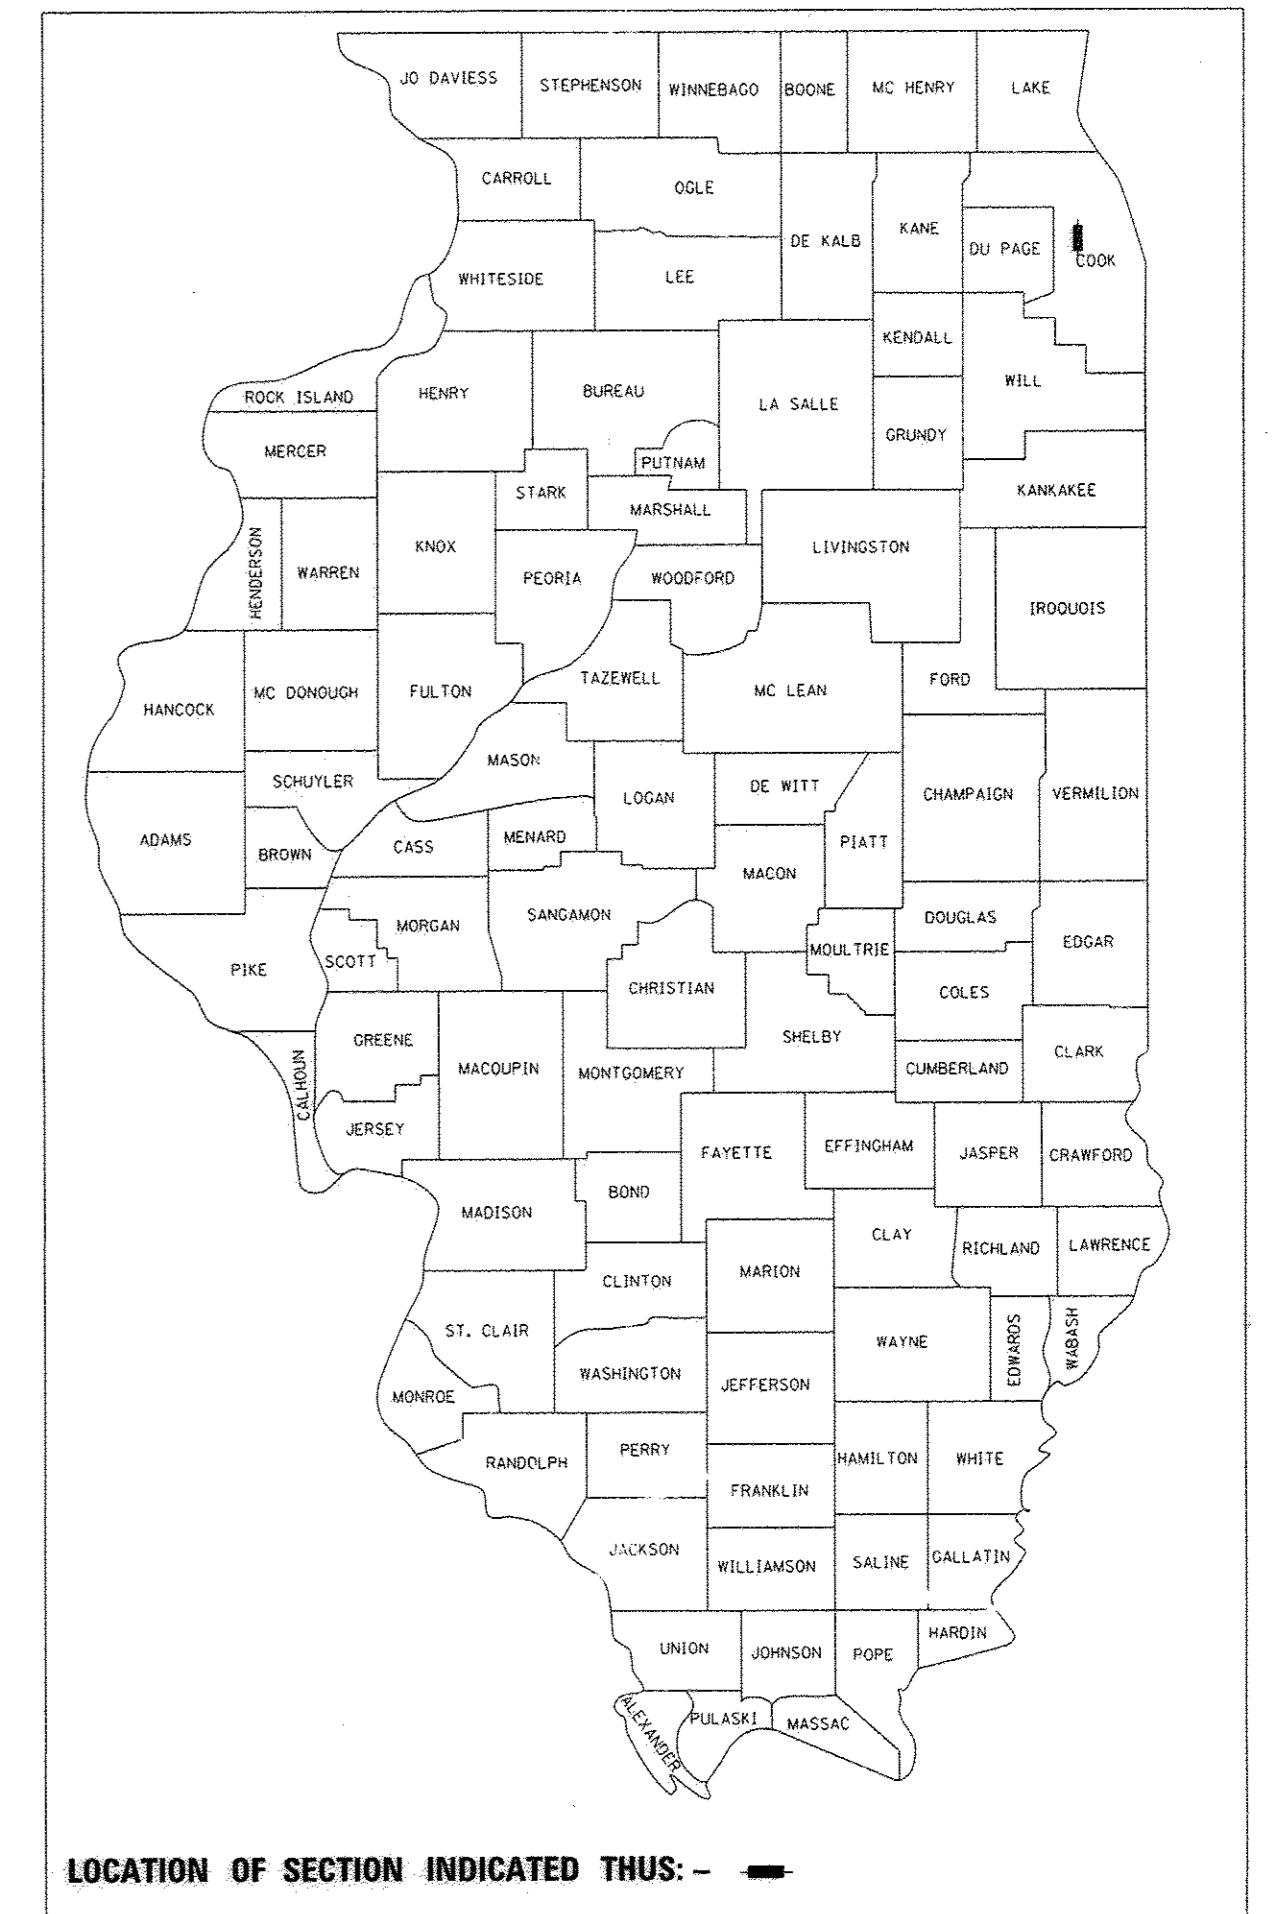 JO DAVIESS
STEPHENSON
WINNEBAGO
BOONE
MC HENRY
LAKE
CARROLL
OGLE
DE KALB
KANE
DU PAGE
COOK
WHITESIDE
LEE
KENDALL
ROCK ISLAND
HENRY
BUREAU
LA SALLE
WILL
MERCER
PUTNAM
GRUNDY
STARK
MARSHALL
KANKAKEE
HENDERSON
WARREN
KNOX
PEORIA
WOODFORD
LIVINGSTON
IROQUOIS
HANCOCK
MC DONOUGH
FULTON
TAZEWELL
MC LEAN
FORD
SCHUYLER
MASON
LOGAN
DE WITT
CHAMPAIGN
VERMILION
ADAMS
BROWN
CASS
MENARD
MACON
PIATT
PIKE
SCOTT
MORGAN
SANGAMON
CHRISTIAN
MOULTRIE
DOUGLAS
EDGAR
COLES
CALHOUN
GREENE
MACOUPIN
MONTGOMERY
SHELBY
CUMBERLAND
CLARK
JERSEY
FAYETTE
EFFINGHAM
JASPER
CRAWFORD
MADISON
BOND
CLAY
RICHLAND
LAWRENCE
CLINTON
MARION
ST. CLAIR
WASHINGTON
JEFFERSON
WAYNE
EDWARDS
WABASH
MONROE
RANDOLPH
PERRY
FRANKLIN
HAMILTON
WHITE
JACKSON
WILLIAMSON
SALINE
GALLATIN
UNION
JOHNSON
POPE
HARDIN
ALEXANDER
PULASKI
MASSAC
LOCATION OF SECTION INDICATED THUS: –